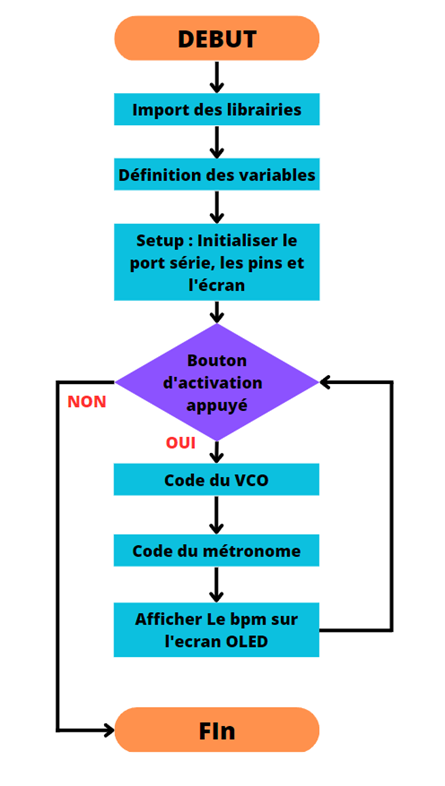 DEBUT
Import des librairies
Définition des variables
Setup : Initialiser le
port série, les pins et
l'écran
Bouton
d'activation
appuyé
NON
OUI
Code du VCO
Code du métronome
Afficher Le bpm sur
l'ecran OLED
FIn